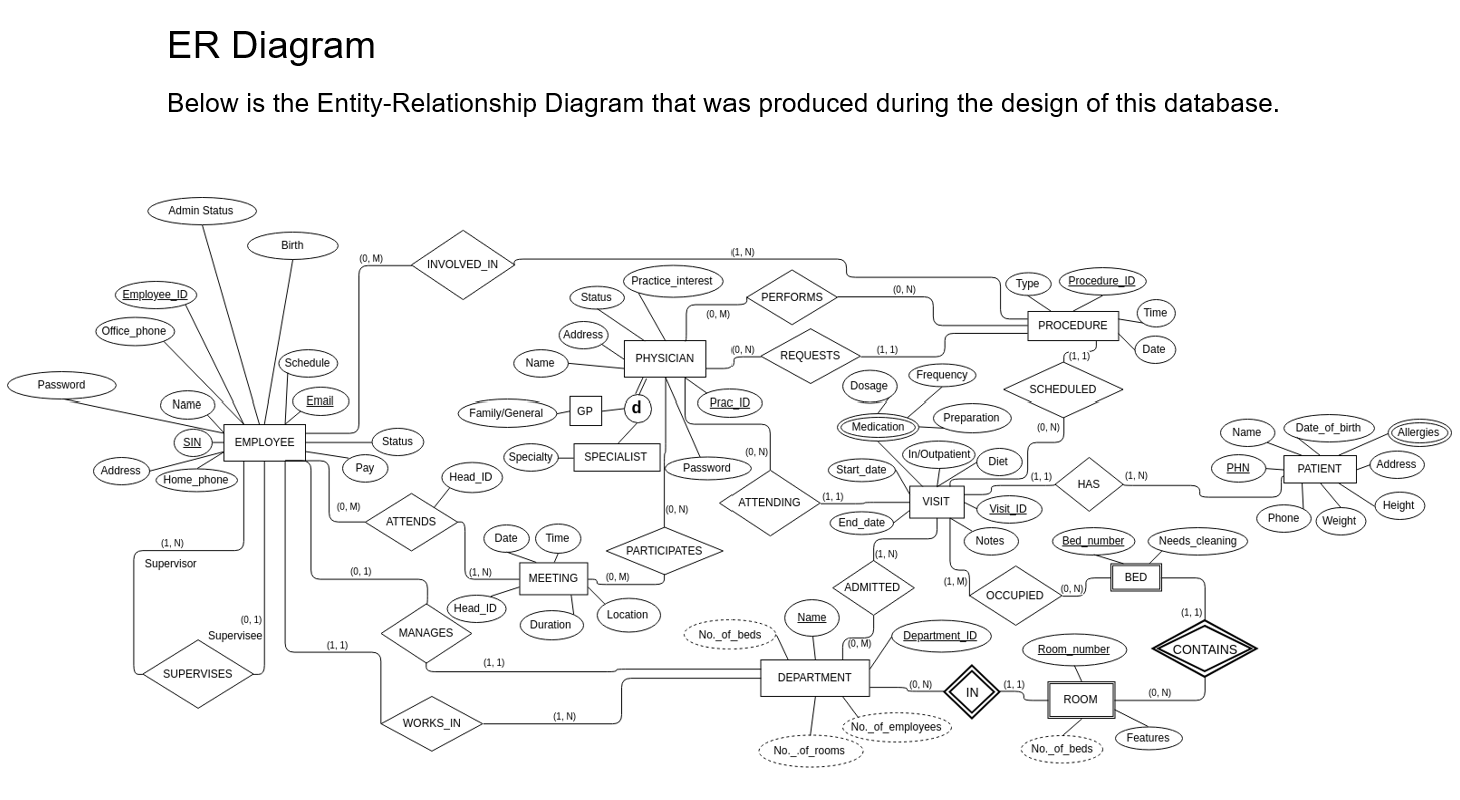 ER Diagram
Below is the Entity-Relationship Diagram that was produced during the design of this database.
Admin Status
Birth
Employee_ID
Office_phone
Schedule
Password
Name
Email
SIN
EMPLOYEE
Status
Address
Home_phone
Pay
(0, M)
INVOLVED_IN
(1, N)
Practice_interest
Status
Address
Name
PHYSICIAN
(0, M)
PERFORMS
(0, N)
(0, N)
REQUESTS
(1, 1)
Type
Procedure_ID
Time
PROCEDURE
Date
(1, 1)
SCHEDULED
(0, N)
Family/General
GP
d
Prac_ID
Specialty
SPECIALIST
Password
(0, N)
ATTENDING
(1, 1)
Dosage
Frequency
Medication
Preparation
In/Outpatient
Start_date
Diet
VISIT
Visit_ID
End_date
Notes
(1, 1)
HAS
(1, N)
Name
Date_of_birth
Allergies
PHN
PATIENT
Address
Height
Phone
Weight
Head_ID
(0, M)
ATTENDS
(1, N)
Date
Time
MEETING
Head_ID
Duration
Location
(0, M)
PARTICIPATES
(0, N)
(1, N)
Supervisor
(0, 1)
Supervisee
SUPERVISES
(0, 1)
MANAGES
(1, 1)
(1, 1)
WORKS_IN
(1, N)
(1, N)
ADMITTED
(0, M)
(1, M)
OCCUPIED
(0, N)
Bed_number
Needs_cleaning
BED
(1, 1)
CONTAINS
(0, N)
No._of_beds
Name
Department_ID
DEPARTMENT
No._of_employees
No._.of_rooms
(0, N)
IN
(1, 1)
Room_number
ROOM
No._of_beds
Features